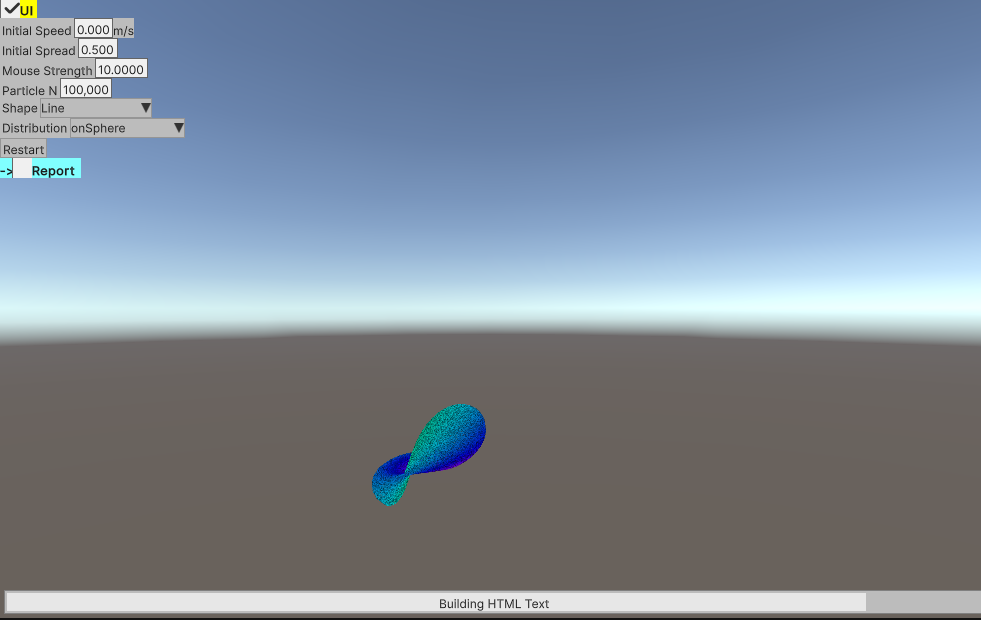 UI
Initial Speed 0.000 m/s
Initial Spread 0.500
Mouse Strength 10.0000
Particle N 100,000
Shape Line
Distribution onSphere
Restart
-> Report
Building HTML Text